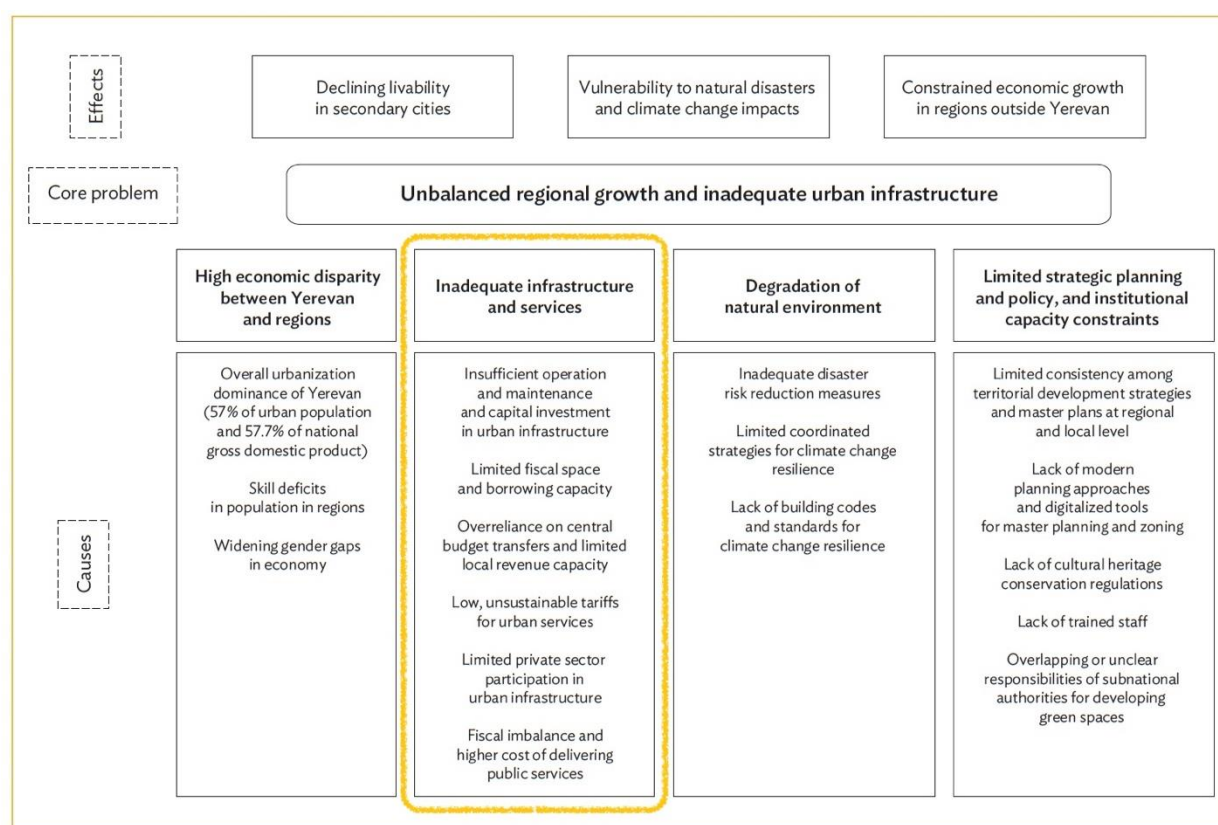 Effects
Declining livability
in secondary cities
Vulnerability to natural disasters
and climate change impacts
Constrained economic growth
in regions outside Yerevan
Core problem
Unbalanced regional growth and inadequate urban infrastructure
Causes
High economic disparity
between Yerevan
and regions
Overall urbanization
dominance of Yerevan
(57% of urban population
and 57.7% of national
gross domestic product)
Skill deficits
in population in regions
Widening gender gaps
in economy
Inadequate infrastructure
and services
Insufficient operation
and maintenance
and capital investment
in urban infrastructure
Limited fiscal space
and borrowing capacity
Overreliance on central
budget transfers and limited
local revenue capacity
Low, unsustainable tariffs
for urban services
Limited private sector
participation in
urban infrastructure
Fiscal imbalance and
higher cost of delivering
public services
Degradation of
natural environment
Inadequate disaster
risk reduction measures
Limited coordinated
strategies for climate change
resilience
Lack of building codes
and standards for
climate change resilience
Limited strategic planning
and policy, and institutional
capacity constraints
Limited consistency among
territorial development strategies
and master plans at regional
and local level
Lack of modern
planning approaches
and digitalized tools
for master planning and zoning
Lack of cultural heritage
conservation regulations
Lack of trained staff
Overlapping or unclear
responsibilities of subnational
authorities for developing
green spaces